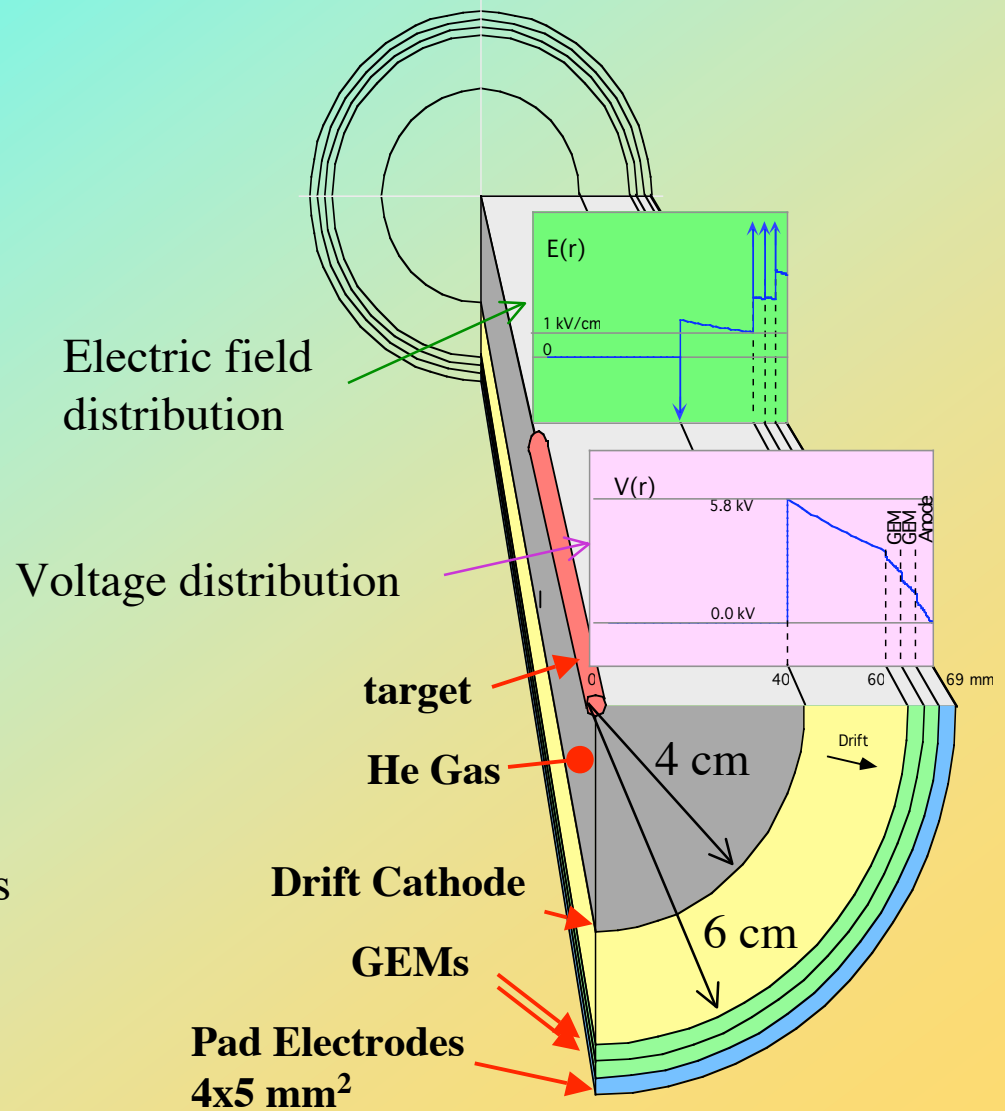 E(r)
1 kV/cm
0
Electric field
distribution
V(r)
5.8 kV
GEM
GEM
Anode
Voltage distribution
0.0 kV
0
40
60
69 mm
target
Drift
He Gas
4 cm
s
Drift Cathode
6 cm
GEMs
Pad Electrodes
4x5 mm²